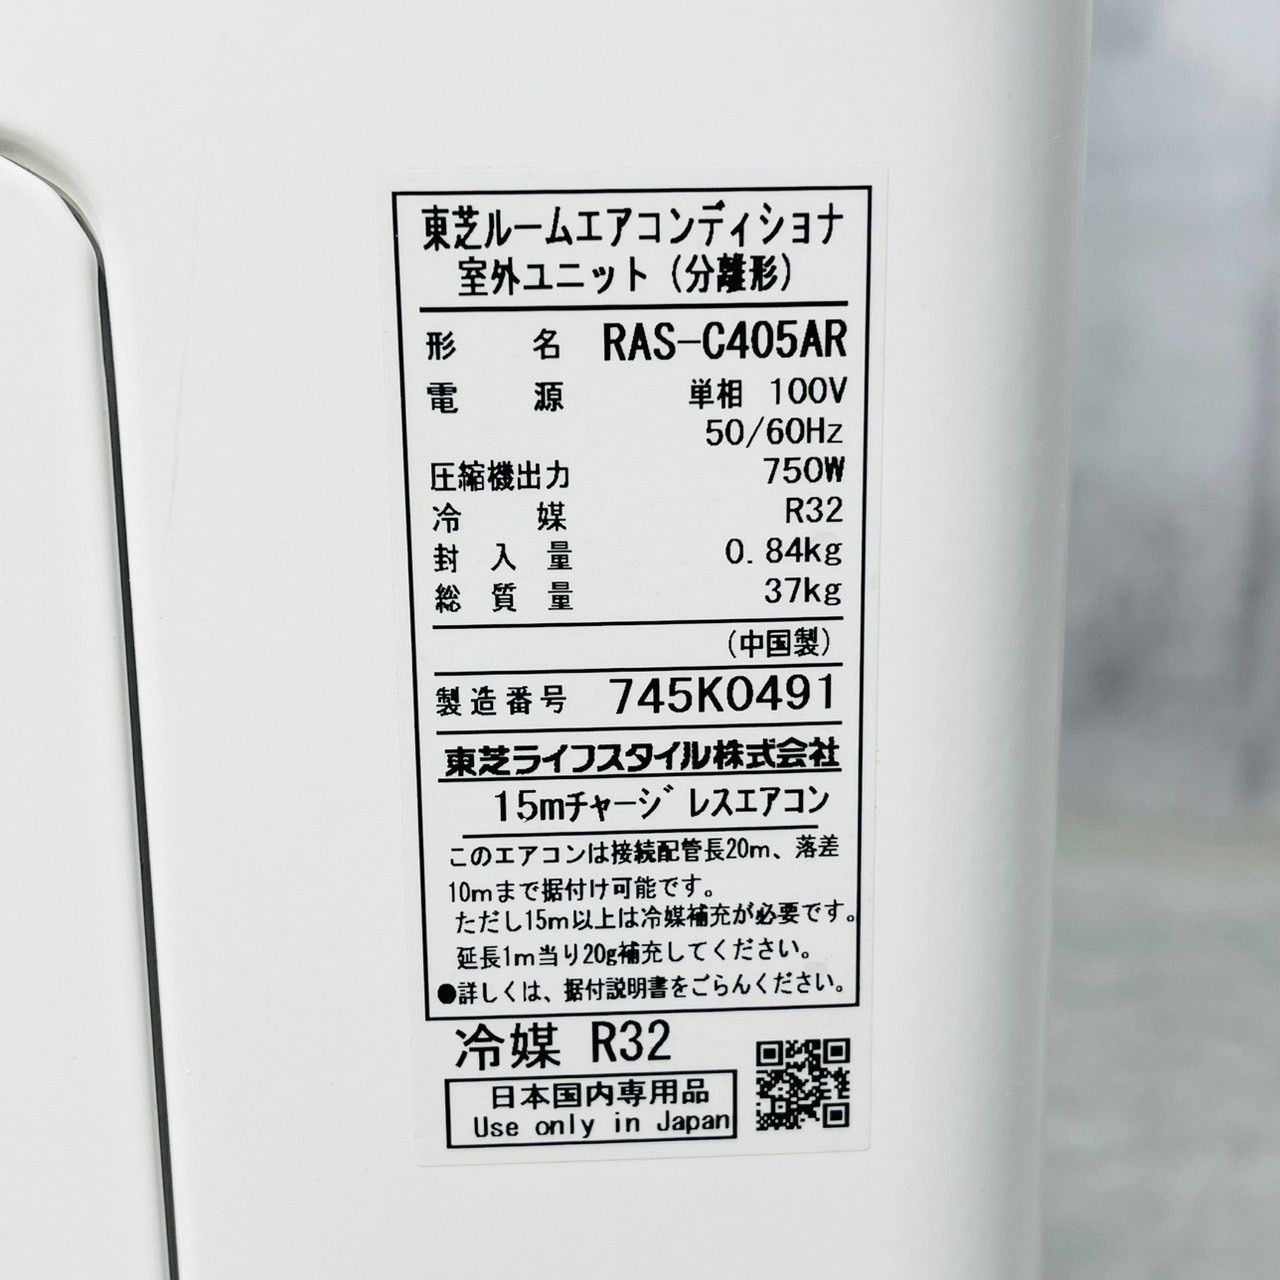 東芝ルームエアコンディショナ
室外ユニット（分離形）
形名 RAS-C405AR
電源 単相 100V
50/60Hz
圧縮機出力 750W
冷媒 R32
封入量 0.84kg
総質量 37kg
（中国製）
製造番号 745K0491
東芝ライフスタイル株式会社
15mチャージレスエアコン
このエアコンは接続配管長20m、落差
10mまで据付け可能です。
ただし15m以上は冷媒補充が必要です。
延長1m当り20g補充してください。
●詳しくは、据付説明書をごらんください。
冷媒 R32
日本国内専用品
Use only in Japan